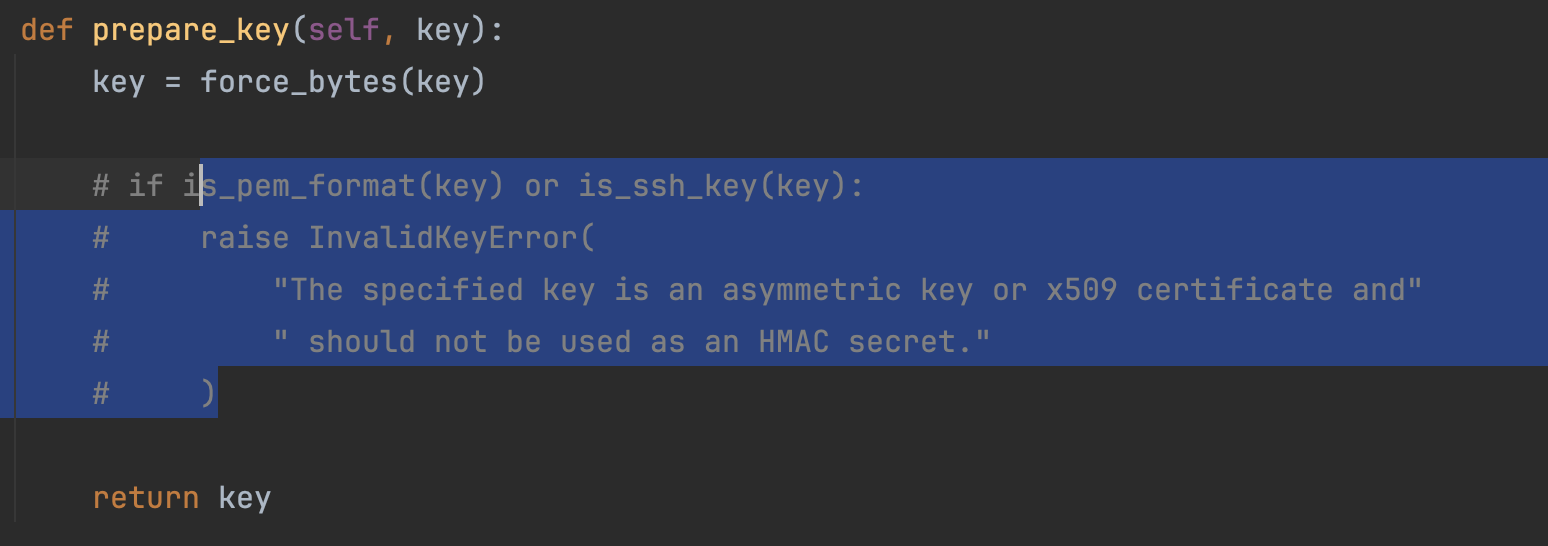 def prepare_key(self, key):
    key = force_bytes(key)
    # if is_pem_format(key) or is_ssh_key(key):
    #     raise InvalidKeyError(
    #         "The specified key is an asymmetric key or x509 certificate and"
    #         " should not be used as an HMAC secret."
    #     )
    return key